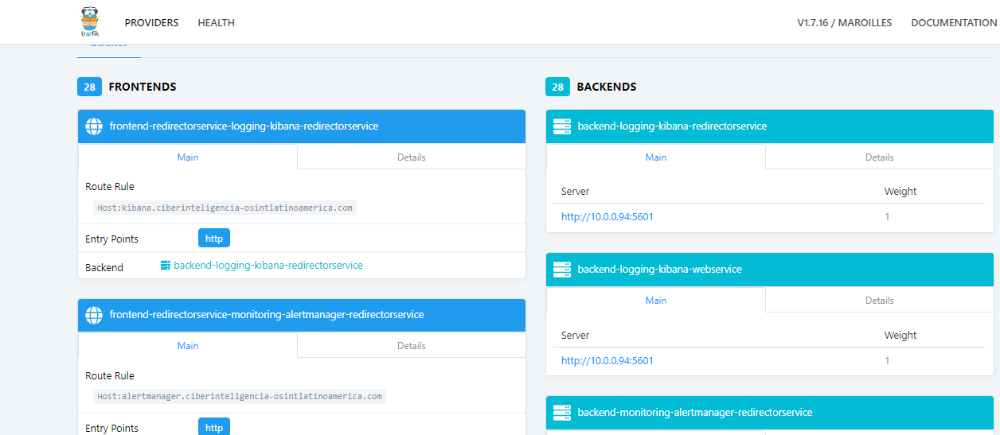 træfik
PROVIDERS
HEALTH
V1.7.16 / MAROILLES
DOCUMENTATION
docker
28 FRONTENDS
frontend-redirectorservice-logging-kibana-redirectorservice
Main
Details
Route Rule
Host:kibana.ciberinteligencia-osintlatinoamerica.com
Entry Points http
Backend backend-logging-kibana-redirectorservice
frontend-redirectorservice-monitoring-alertmanager-redirectorservice
Main
Details
Route Rule
Host:alertmanager.ciberinteligencia-osintlatinoamerica.com
Entry Points http
28 BACKENDS
backend-logging-kibana-redirectorservice
Main
Details
Server Weight
http://10.0.0.94:5601 1
backend-logging-kibana-webservice
Main
Details
Server Weight
http://10.0.0.94:5601 1
backend-monitoring-alertmanager-redirectorservice